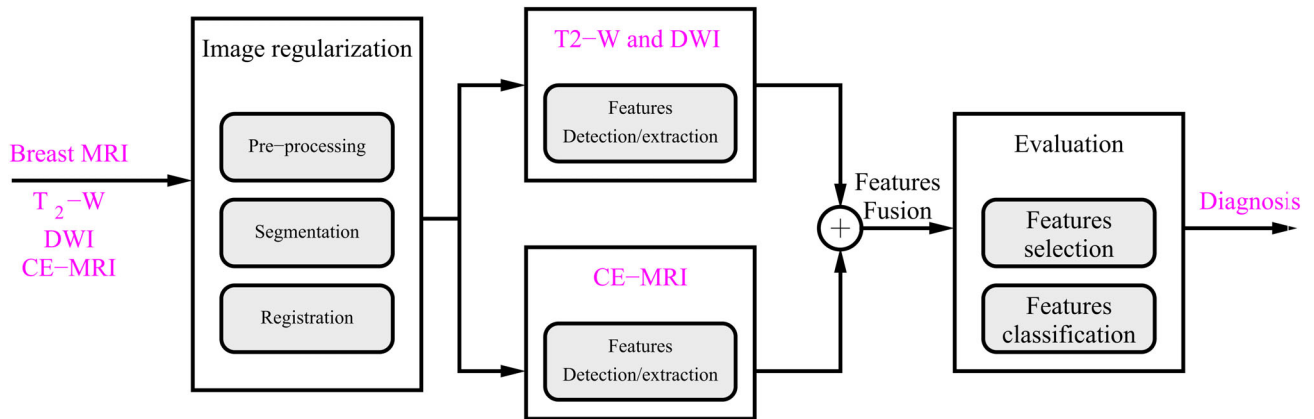 Breast MRI
T 2−W
DWI
CE−MRI
Image regularization
Pre−processing
Segmentation
Registration
T2−W and DWI
Features
Detection/extraction
CE−MRI
Features
Detection/extraction
+
Features
Fusion
Evaluation
Features
selection
Features
classification
Diagnosis